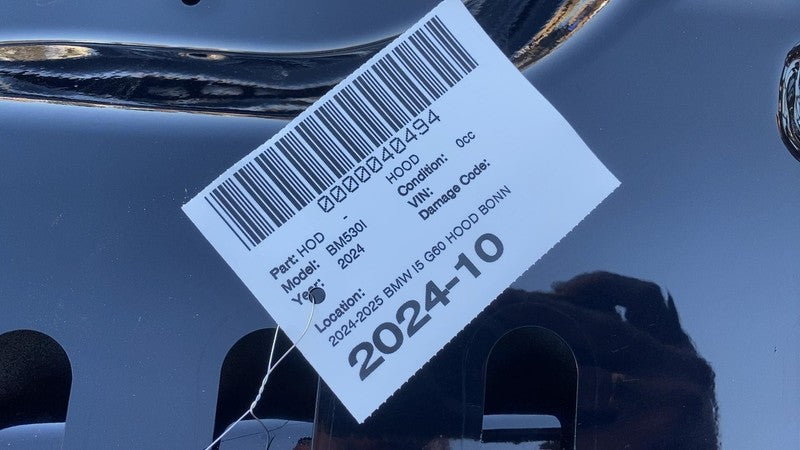 0000040494
Part: HOD - HOOD
Model: BM530I Condition: 0cc
Year: 2024 VIN:
Damage Code:
Location:
2024-2025 BMW I5 G60 HOOD BONN
2024-10